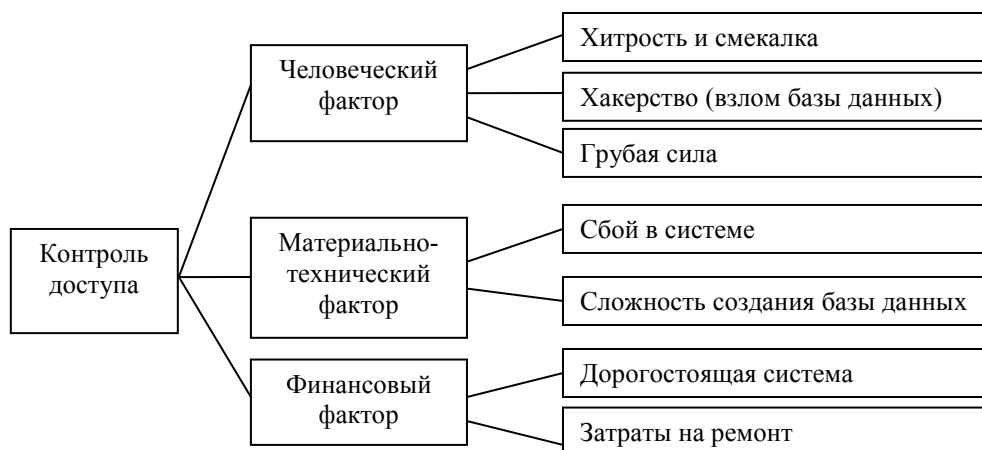 Контроль
доступа
Человеческий
фактор
Хитрость и смекалка
Хакерство (взлом базы данных)
Грубая сила
Материально-
технический
фактор
Сбой в системе
Сложность создания базы данных
Финансовый
фактор
Дорогостоящая система
Затраты на ремонт